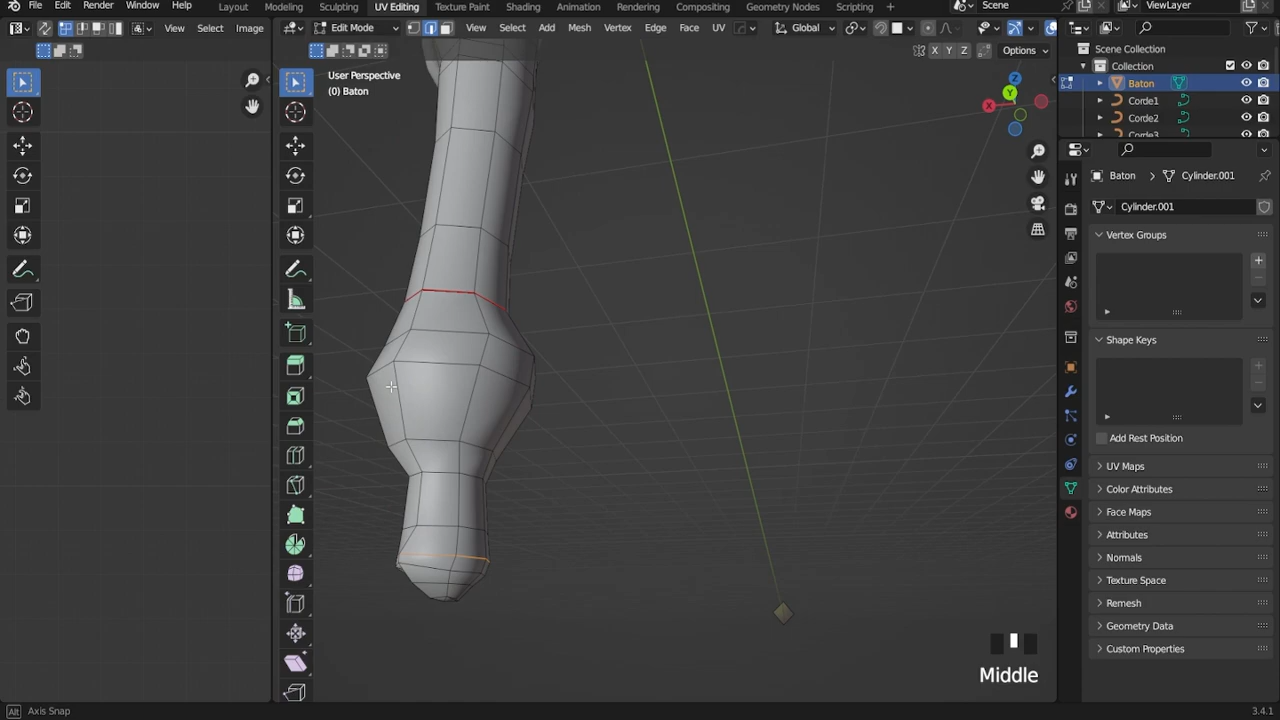 File Edit Render Window Help Layout Modeling Sculpting UV Editing Texture Paint Shading Animation Rendering Compositing Geometry Nodes Scripting + Scene ViewLayer
View Select Edit Mode View Select Add Mesh Vertex Edge Face UV Global
X Y Z Options
Scene Collection
Collection
User Perspective
(0) Baton
Baton
Corde1
Corde2
Corde3
Z
Y
X
Baton > Cylinder.001
Cylinder.001
Vertex Groups
Shape Keys
Add Rest Position
UV Maps
Color Attributes
Face Maps
Attributes
Normals
Texture Space
Remesh
Geometry Data
Custom Properties
Middle
Alt Axis Snap 3.4.1